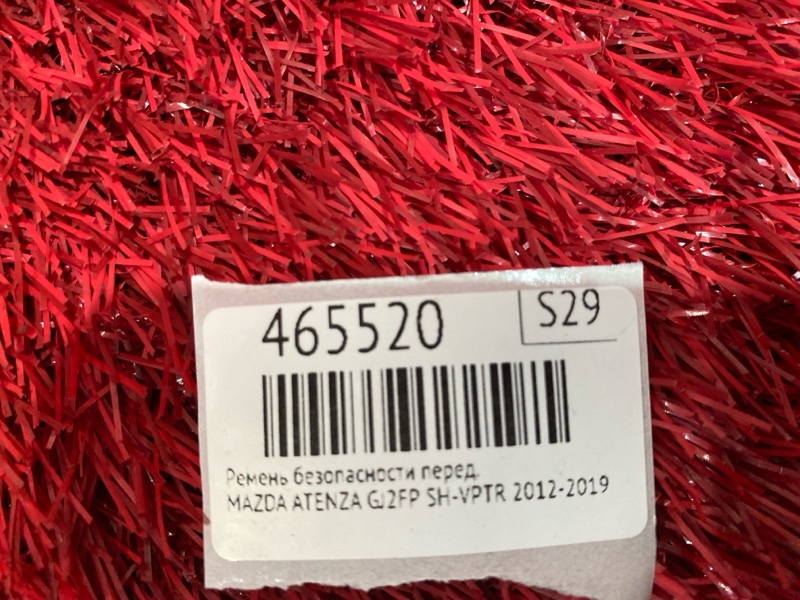 465520 S29
Ремень безопасности перед.
MAZDA ATENZA GJ2FP SH-VPTR 2012-2019